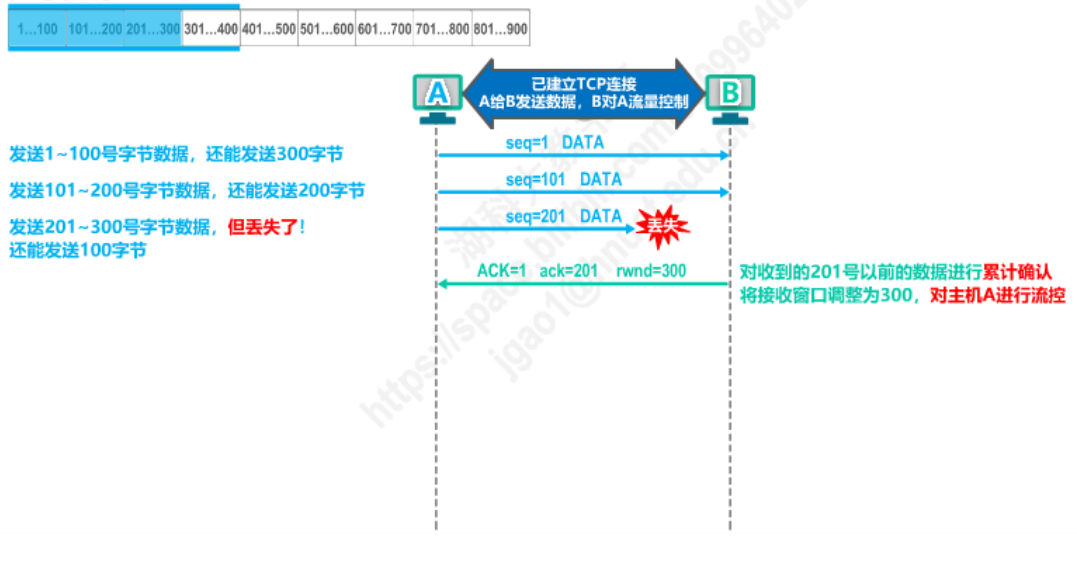 1...100 101...200 201...300 301...400 401...500 501...600 601...700 701...800 801...900
已建立TCP连接
A给B发送数据，B对A流量控制
A
B
发送1~100号字节数据，还能发送300字节
seq=1 DATA
发送101~200号字节数据，还能发送200字节
seq=101 DATA
发送201~300号字节数据，但丢失了！
还能发送100字节
seq=201 DATA
丢失
ACK=1 ack=201 rwnd=300
对收到的201号以前的数据进行累计确认
将接收窗口调整为300，对主机A进行流控